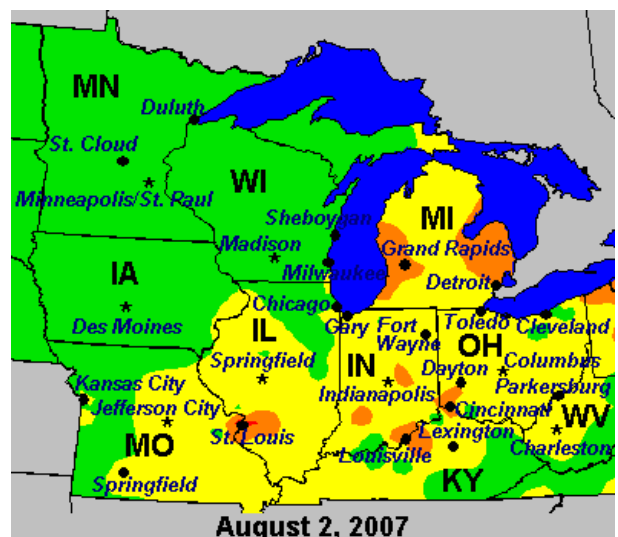 MN
Duluth
St. Cloud
Minneapolis/St. Paul
WI
Sheboygan
MI
Grand Rapids
Madison
Milwaukee
Detroit
IA
Des Moines
Chicago
Gary
Fort
Wayne
Toledo
Cleveland
IL
Springfield
IN
Indianapolis
OH
Columbus
Dayton
Parkersburg
Kansas City
Jefferson City
Cincinnati
WV
MO
St. Louis
Lexington
Louisville
Charleston
Springfield
KY
August 2, 2007